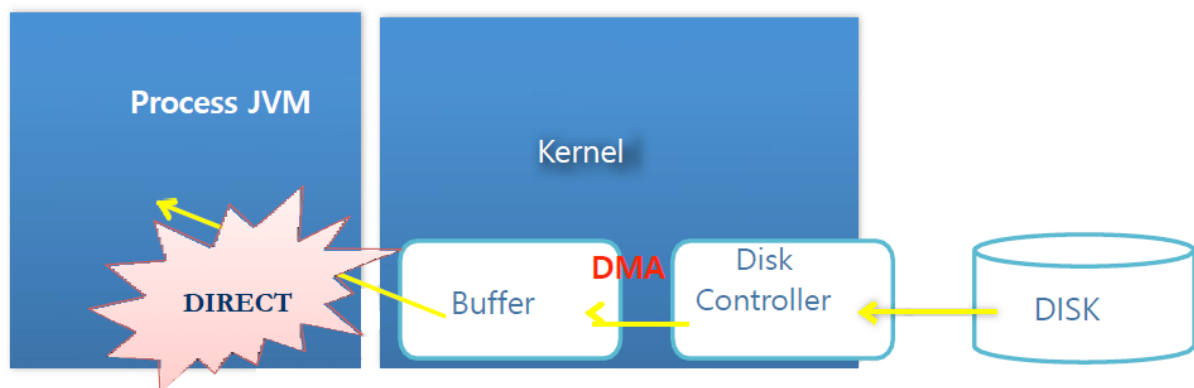 Process JVM
Kernel
DIRECT
Buffer
DMA
Disk
Controller
DISK